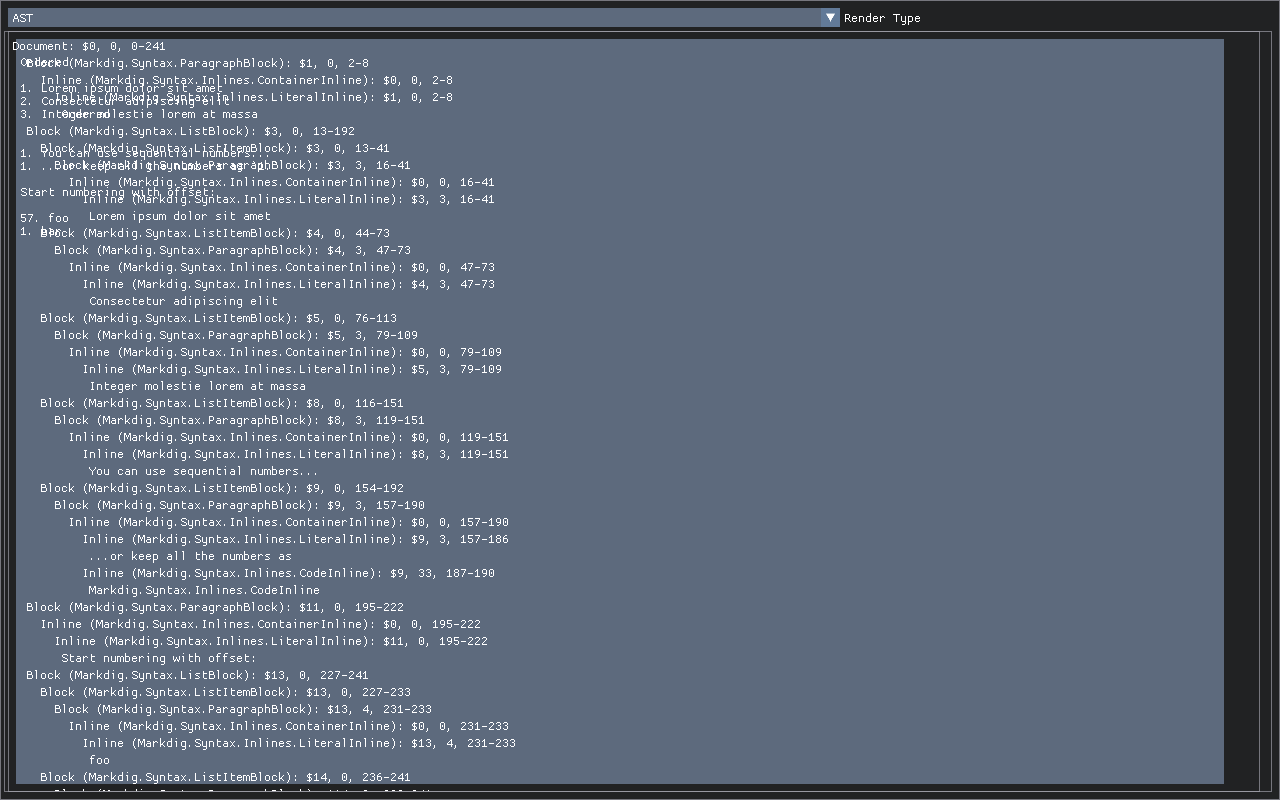 AST
Render Type
Document: $0, 0, 0-241
Ordered
Block (Markdig.Syntax.ParagraphBlock): $1, 0, 2-8
Inline (Markdig.Syntax.Inlines.ContainerInline): $0, 0, 2-8
1. Lorem ipsum dolor sit amet
Inline (Markdig.Syntax.Inlines.LiteralInline): $1, 0, 2-8
2. Consectetur adipiscing elit
3. Integer molestie lorem at massa
Ordered
Block (Markdig.Syntax.ListBlock): $3, 0, 13-192
Block (Markdig.Syntax.ListItemBlock): $3, 0, 13-41
1. You can use sequential numbers...
Block (Markdig.Syntax.ParagraphBlock): $3, 3, 16-41
1. ...or keep all the numbers as
Inline (Markdig.Syntax.Inlines.ContainerInline): $0, 0, 16-41
Start numbering with offset:
Inline (Markdig.Syntax.Inlines.LiteralInline): $3, 3, 16-41
Lorem ipsum dolor sit amet
57. foo
1. bar
Block (Markdig.Syntax.ListItemBlock): $4, 0, 44-73
Block (Markdig.Syntax.ParagraphBlock): $4, 3, 47-73
Inline (Markdig.Syntax.Inlines.ContainerInline): $0, 0, 47-73
Inline (Markdig.Syntax.Inlines.LiteralInline): $4, 3, 47-73
Consectetur adipiscing elit
Block (Markdig.Syntax.ListItemBlock): $5, 0, 76-113
Block (Markdig.Syntax.ParagraphBlock): $5, 3, 79-109
Inline (Markdig.Syntax.Inlines.ContainerInline): $0, 0, 79-109
Inline (Markdig.Syntax.Inlines.LiteralInline): $5, 3, 79-109
Integer molestie lorem at massa
Block (Markdig.Syntax.ListItemBlock): $8, 0, 116-151
Block (Markdig.Syntax.ParagraphBlock): $8, 3, 119-151
Inline (Markdig.Syntax.Inlines.ContainerInline): $0, 0, 119-151
Inline (Markdig.Syntax.Inlines.LiteralInline): $8, 3, 119-151
You can use sequential numbers...
Block (Markdig.Syntax.ListItemBlock): $9, 0, 154-192
Block (Markdig.Syntax.ParagraphBlock): $9, 3, 157-190
Inline (Markdig.Syntax.Inlines.ContainerInline): $0, 0, 157-190
Inline (Markdig.Syntax.Inlines.LiteralInline): $9, 3, 157-186
...or keep all the numbers as
Inline (Markdig.Syntax.Inlines.CodeInline): $9, 33, 187-190
Markdig.Syntax.Inlines.CodeInline
Block (Markdig.Syntax.ParagraphBlock): $11, 0, 195-222
Inline (Markdig.Syntax.Inlines.ContainerInline): $0, 0, 195-222
Inline (Markdig.Syntax.Inlines.LiteralInline): $11, 0, 195-222
Start numbering with offset:
Block (Markdig.Syntax.ListBlock): $13, 0, 227-241
Block (Markdig.Syntax.ListItemBlock): $13, 0, 227-233
Block (Markdig.Syntax.ParagraphBlock): $13, 4, 231-233
Inline (Markdig.Syntax.Inlines.ContainerInline): $0, 0, 231-233
Inline (Markdig.Syntax.Inlines.LiteralInline): $13, 4, 231-233
foo
Block (Markdig.Syntax.ListItemBlock): $14, 0, 236-241